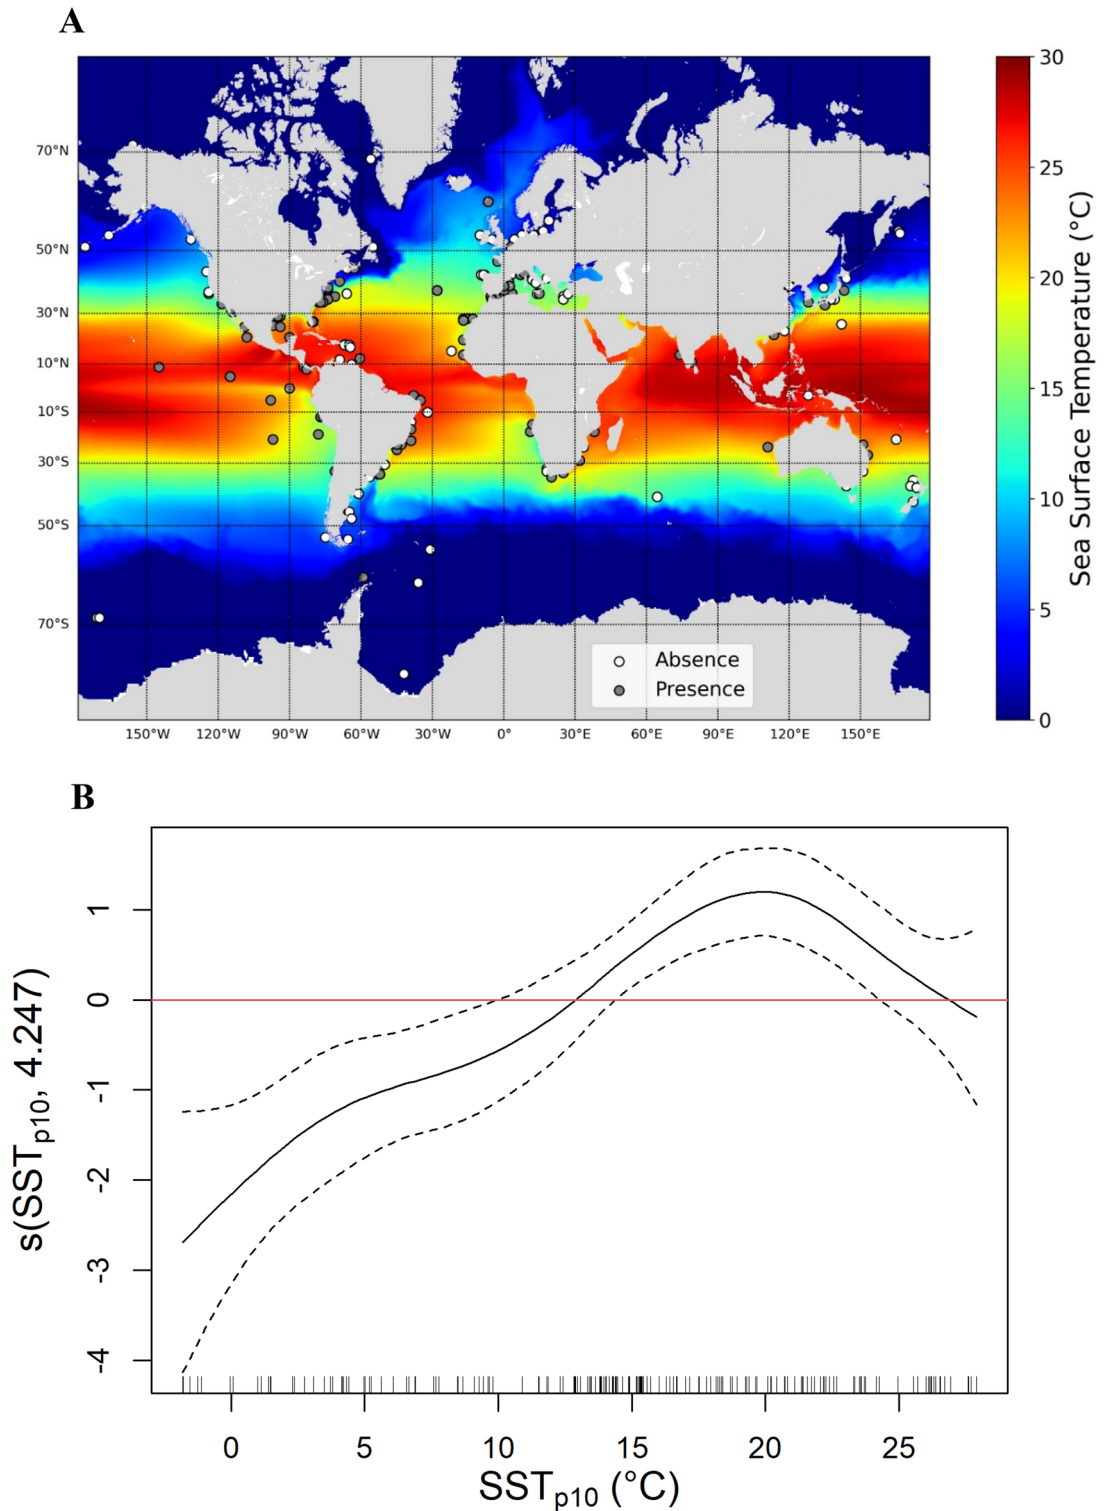 A
70°N
50°N
30°N
10°N
10°S
30°S
50°S
70°S
150°W 120°W 90°W 60°W 30°W 0° 30°E 60°E 90°E 120°E 150°E
Absence
Presence
30
25
20
15
10
5
0
Sea Surface Temperature (°C)
B
s(SSTp10, 4.247)
1
0
-1
-2
-3
-4
0 5 10 15 20 25
SSTp10 (°C)